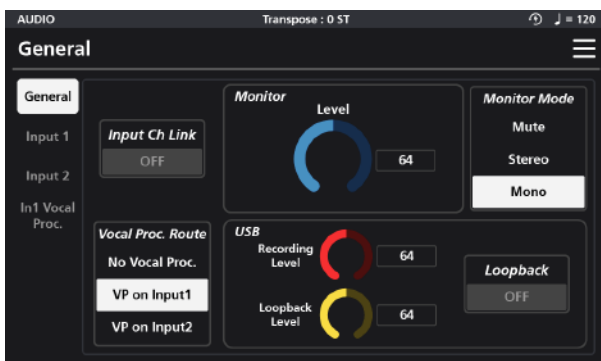 AUDIO
Transpose : 0 ST
♩ = 120
General
General
Input 1
Input 2
In1 Vocal
Proc.
Input Ch Link
OFF
Monitor
Level
64
Monitor Mode
Mute
Stereo
Mono
Vocal Proc. Route
No Vocal Proc.
VP on Input1
VP on Input2
USB
Recording
Level
64
Loopback
Level
64
Loopback
OFF